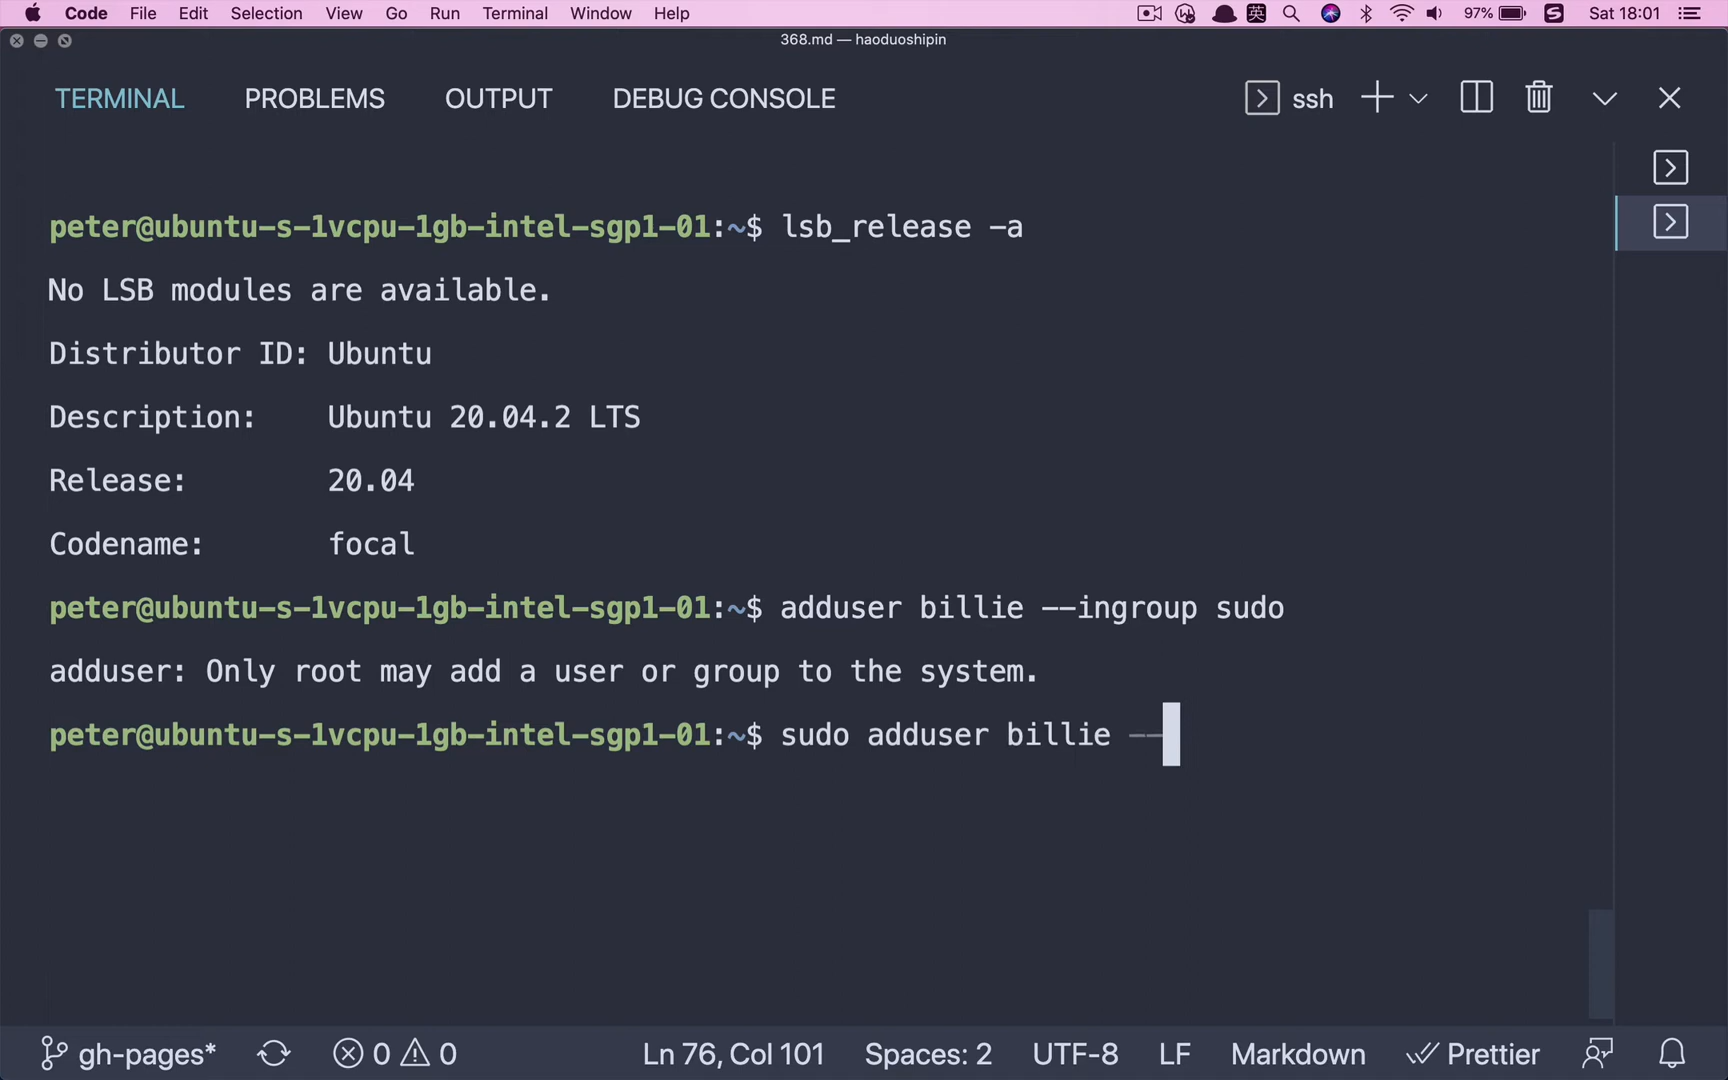 Code File Edit Selection View Go Run Terminal Window Help 英 97% S Sat 18:01
368.md — haoduoshipin
TERMINAL PROBLEMS OUTPUT DEBUG CONSOLE ssh
peter@ubuntu-s-1vcpu-1gb-intel-sgp1-01:~$ lsb_release -a
No LSB modules are available.
Distributor ID: Ubuntu
Description: Ubuntu 20.04.2 LTS
Release: 20.04
Codename: focal
peter@ubuntu-s-1vcpu-1gb-intel-sgp1-01:~$ adduser billie --ingroup sudo
adduser: Only root may add a user or group to the system.
peter@ubuntu-s-1vcpu-1gb-intel-sgp1-01:~$ sudo adduser billie --
gh-pages* 0 0 Ln 76, Col 101 Spaces: 2 UTF-8 LF Markdown Prettier